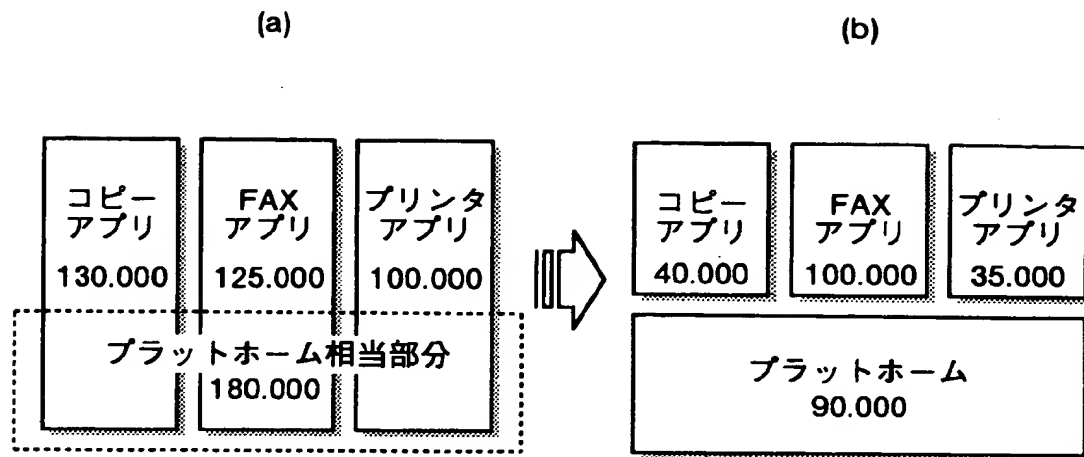 (a)
コピー
アプリ
130.000
FAX
アプリ
125.000
プリンタ
アプリ
100.000
プラットホーム相当部分
180.000
(b)
コピー
アプリ
40.000
FAX
アプリ
100.000
プリンタ
アプリ
35.000
プラットホーム
90.000